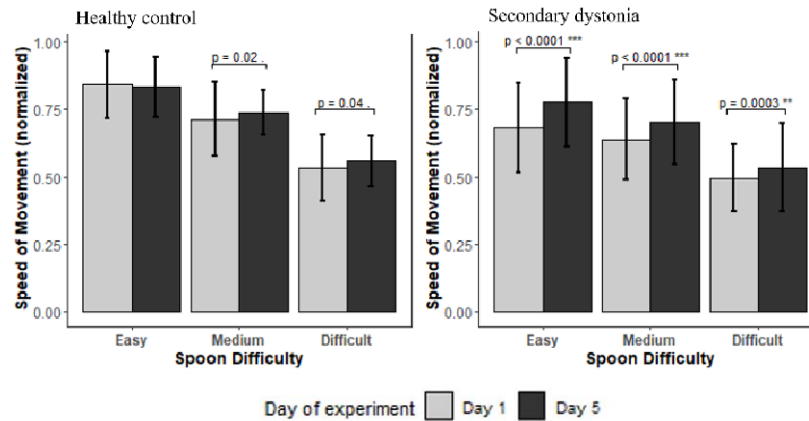 Healthy control
Secondary dystonia
Speed of Movement (normalized)
1.00
0.75
0.50
0.25
0.00
p = 0.02 .
p = 0.04 .
Easy Medium Difficult
Spoon Difficulty
Speed of Movement (normalized)
1.00
0.75
0.50
0.25
0.00
p < 0.0001 ***
p < 0.0001 ***
p = 0.0003 **
Easy Medium Difficult
Spoon Difficulty
Day of experiment Day 1 Day 5